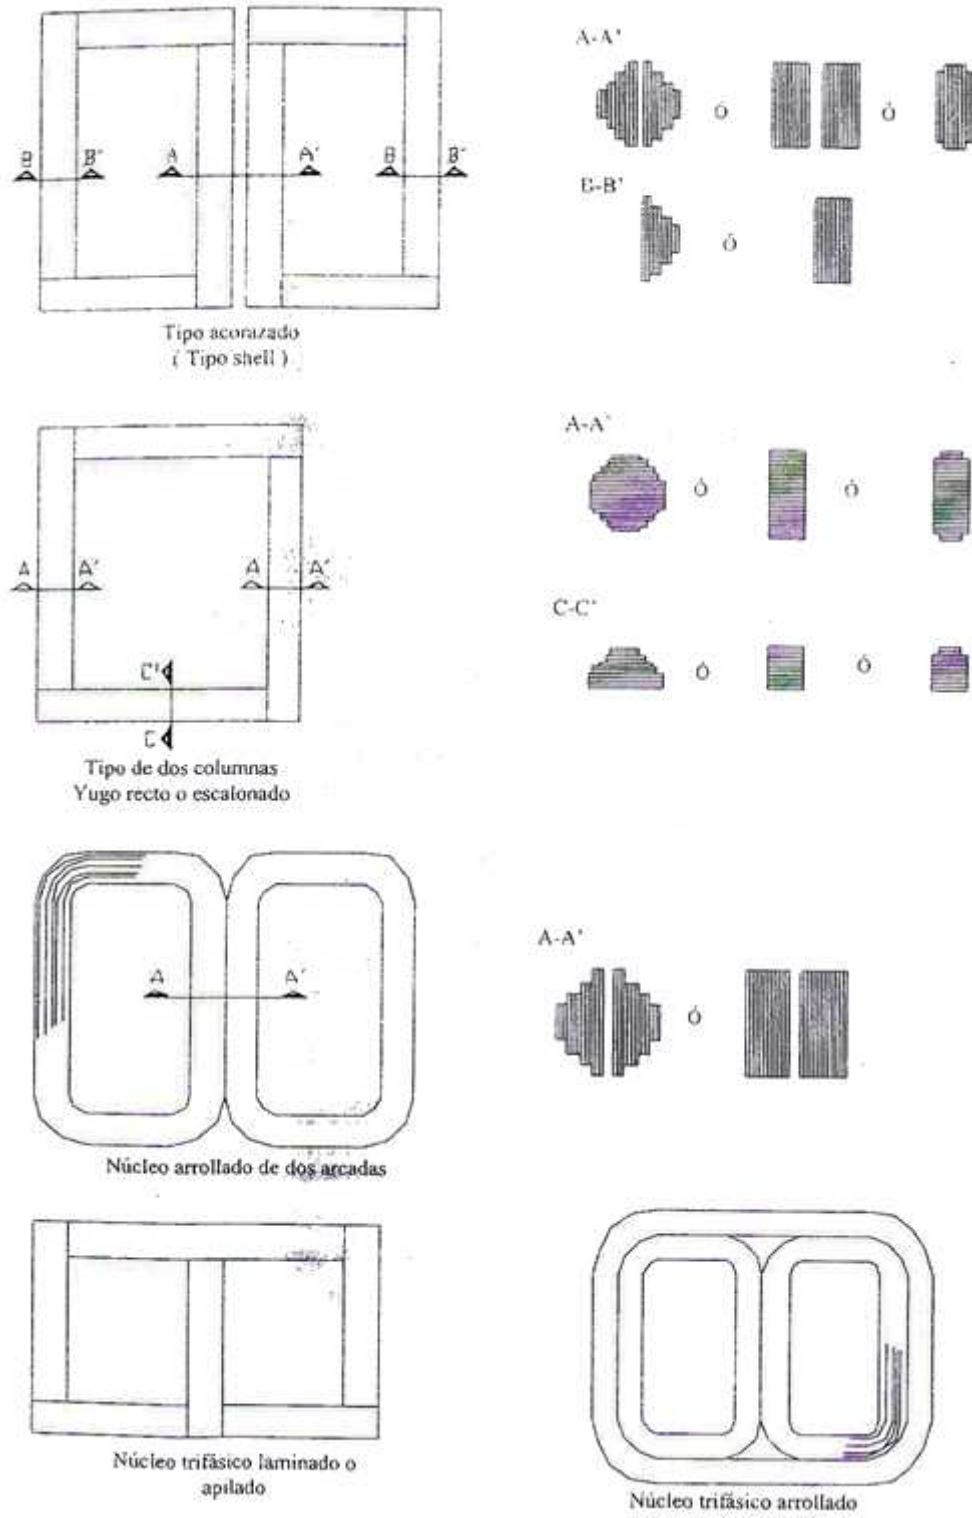 A-A'
Ó Ó
B B' A A' B B'
B-B'
Ó
Tipo acorazado
( Tipo shell )
A-A'
Ó Ó
A A' A A'
C-C'
C' Ó Ó
C
Tipo de dos columnas
Yugo recto o escalonado
A-A'
A A'
Ó
Núcleo arrollado de dos arcadas
Núcleo trifásico laminado o
apilado
Núcleo trifásico arrollado